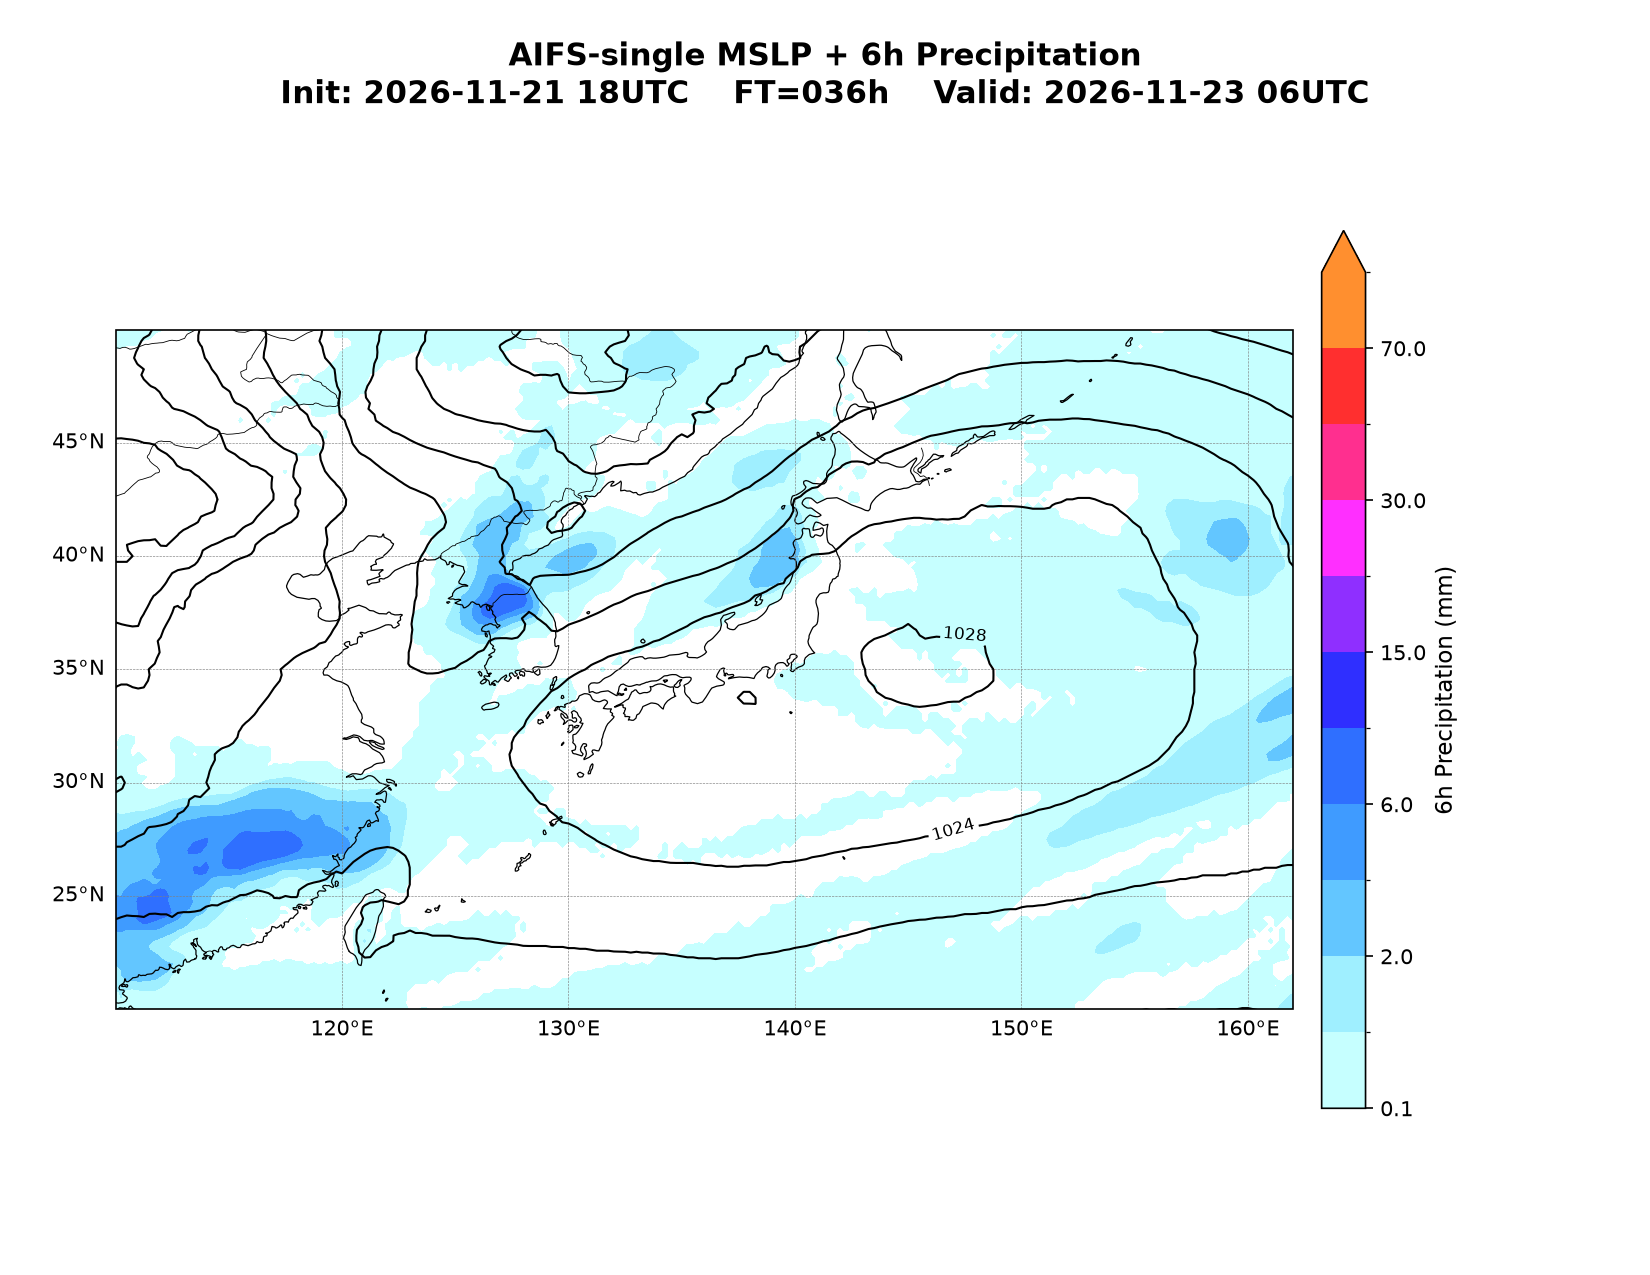 AIFS-single MSLP + 6h Precipitation
Init: 2026-11-21 18UTC    FT=036h    Valid: 2026-11-23 06UTC
70.0
45°N
30.0
40°N
6h Precipitation (mm)
1028
15.0
35°N
30°N
6.0
1024
25°N
2.0
120°E
130°E
140°E
150°E
160°E
0.1